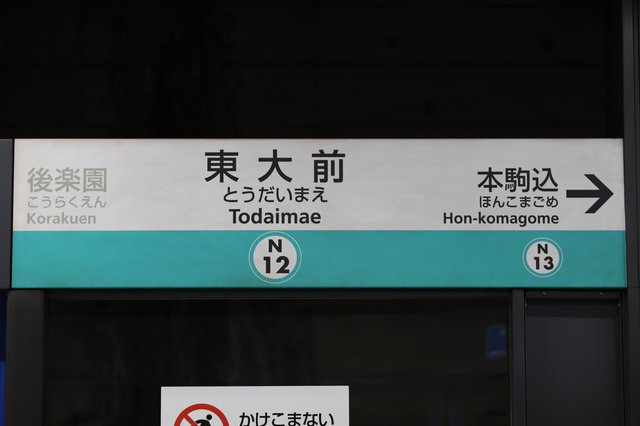 後楽園
こうらくえん
Korakuen
東大前
とうだいまえ
Todaimae
N
12
本駒込
ほんこまごめ
Hon-komagome
N
13
かけこまない